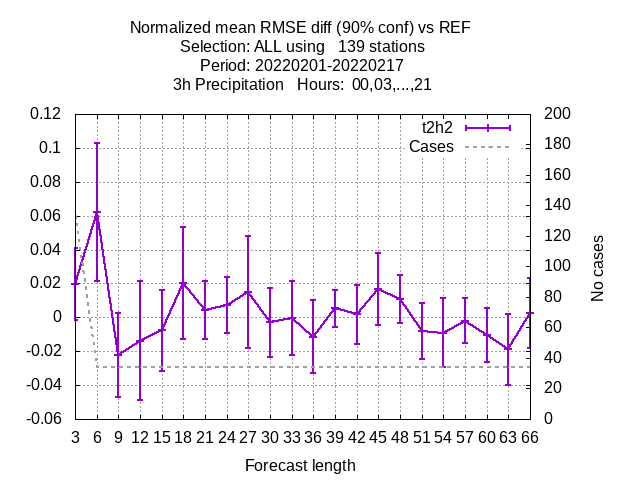 Normalized mean RMSE diff (90% conf) vs REF
Selection: ALL using   139 stations
Period: 20220201-20220217
3h Precipitation   Hours:  00,03,...,21
t2h2
Cases
0.12
0.1
0.08
0.06
0.04
0.02
0
-0.02
-0.04
-0.06
200
180
160
140
120
100
80
60
40
20
0
No cases
3 6 9 12 15 18 21 24 27 30 33 36 39 42 45 48 51 54 57 60 63 66
Forecast length